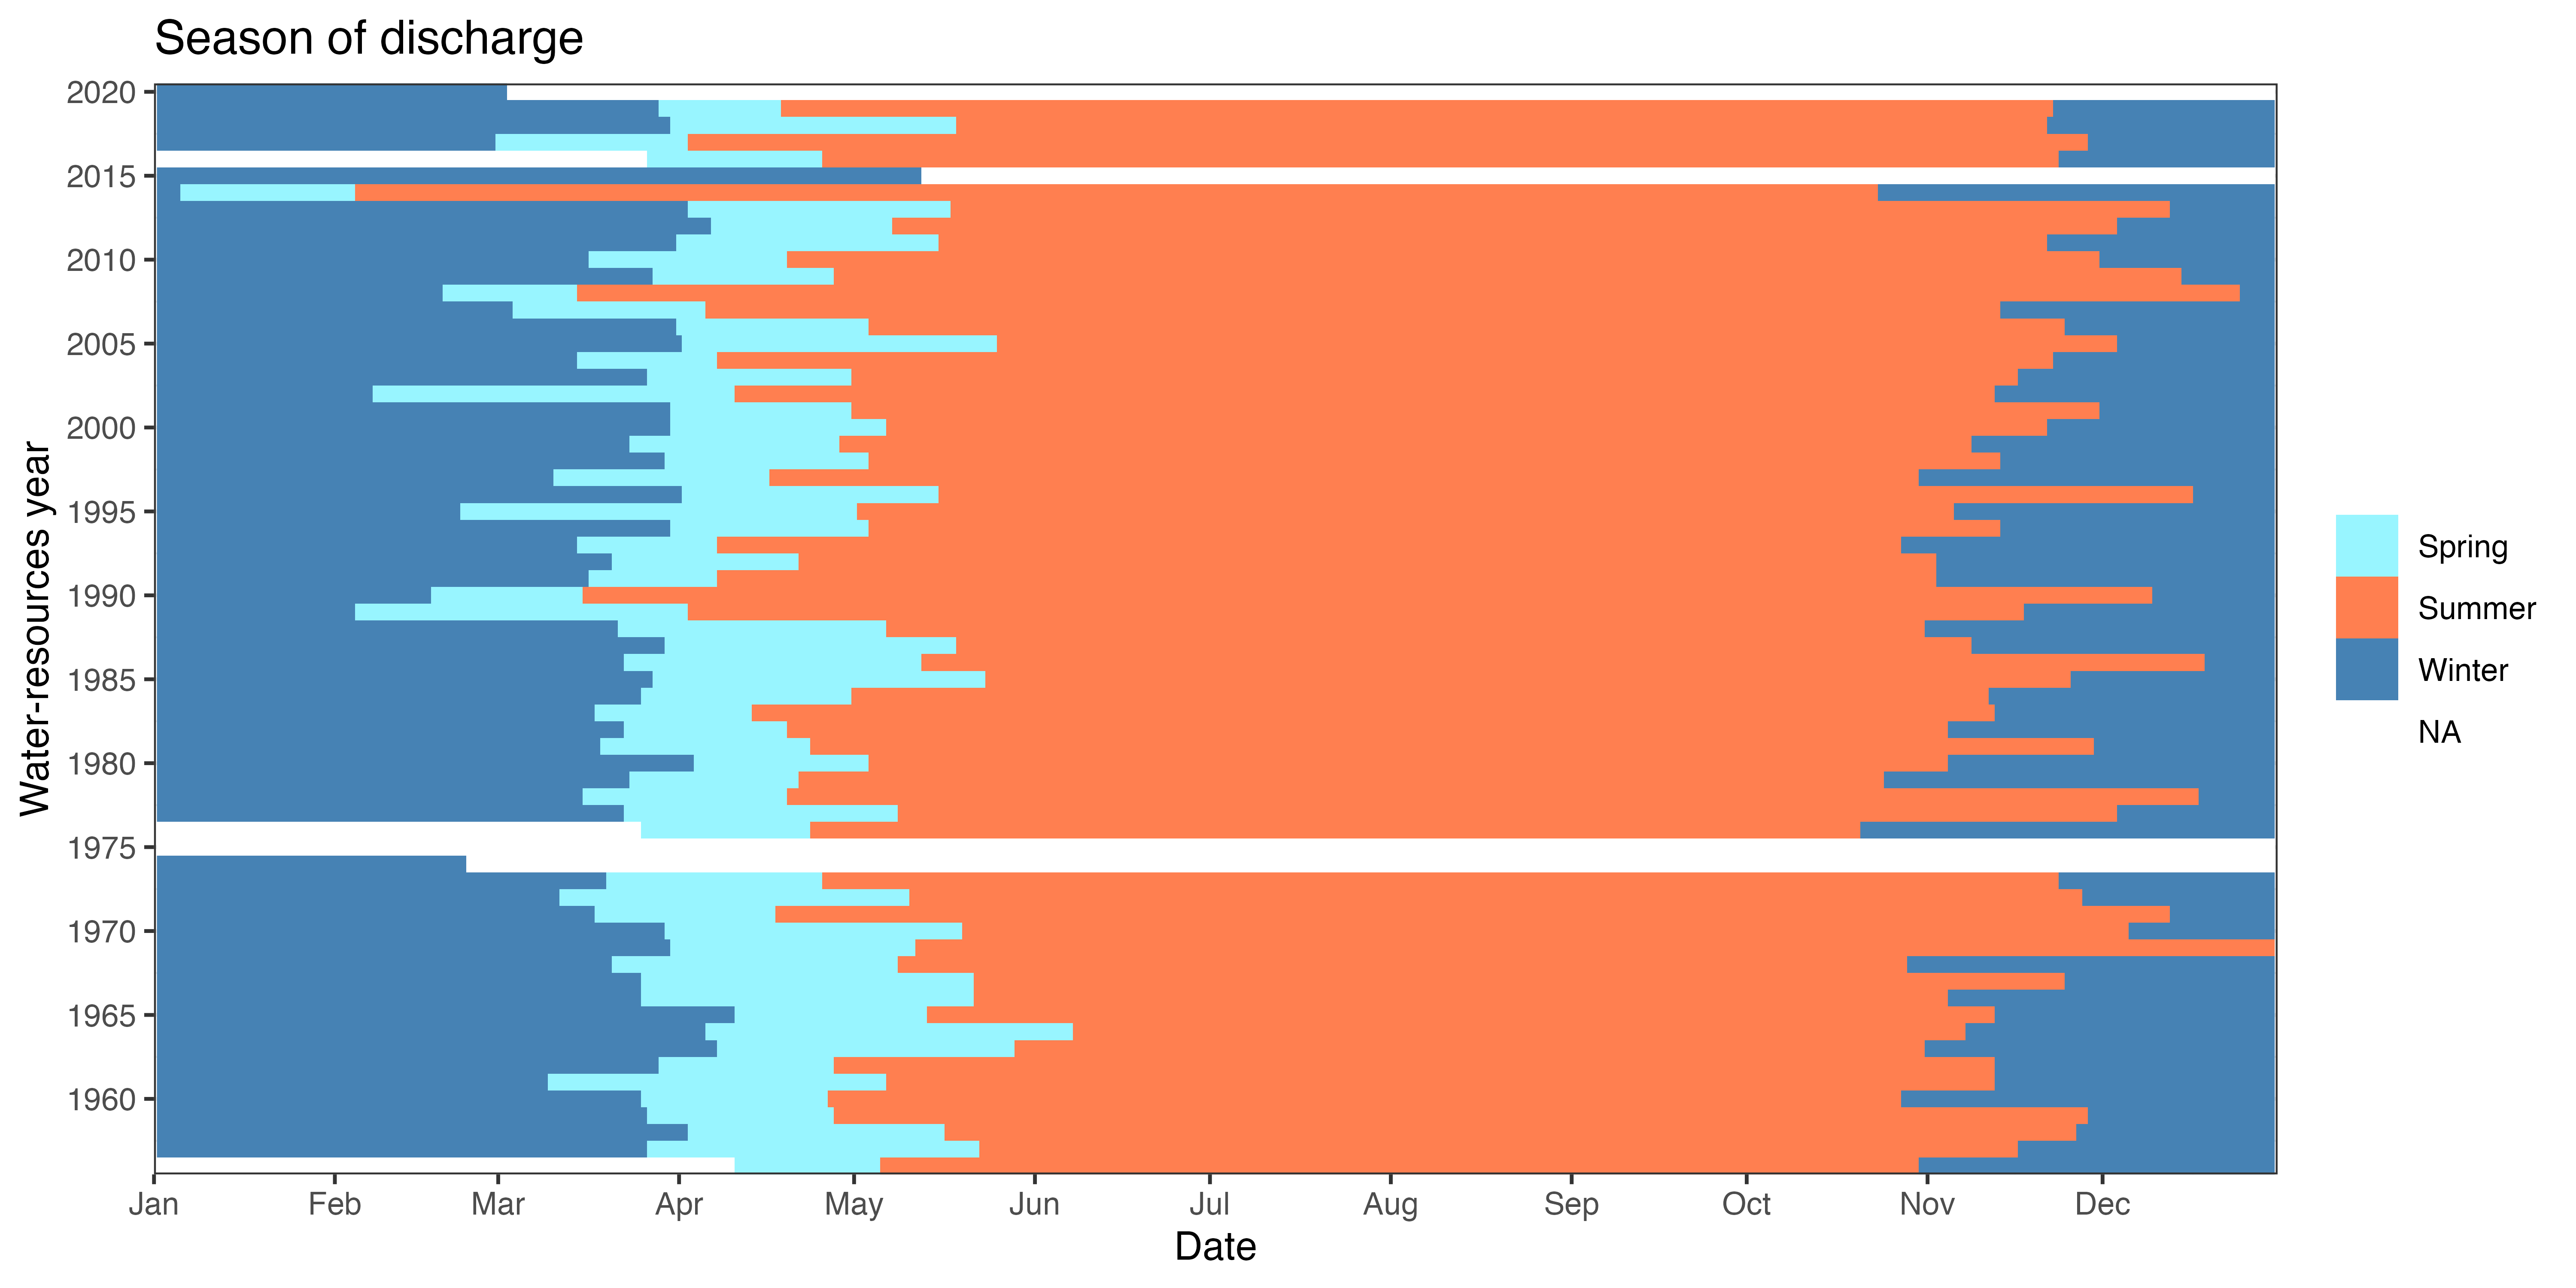 Season of discharge
2020
2015
2010
2005
2000
1995
1990
1985
1980
1975
1970
1965
1960
Water-resources year
Jan Feb Mar Apr May Jun Jul Aug Sep Oct Nov Dec
Date
Spring
Summer
Winter
NA